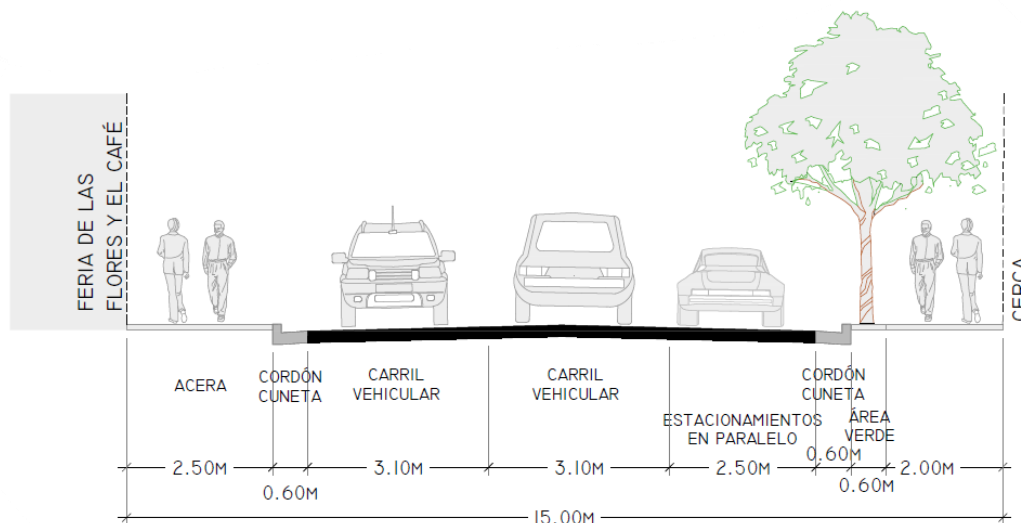 FERIA DE LAS
FLORES Y EL CAFÉ
CERCA
ACERA
CORDÓN
CUNETA
CARRIL
VEHICULAR
CARRIL
VEHICULAR
ESTACIONAMIENTOS
EN PARALELO
CORDÓN
CUNETA
ÁREA
VERDE
2.50M
0.60M
3.10M
3.10M
2.50M
0.60M
0.60M
2.00M
15.00M